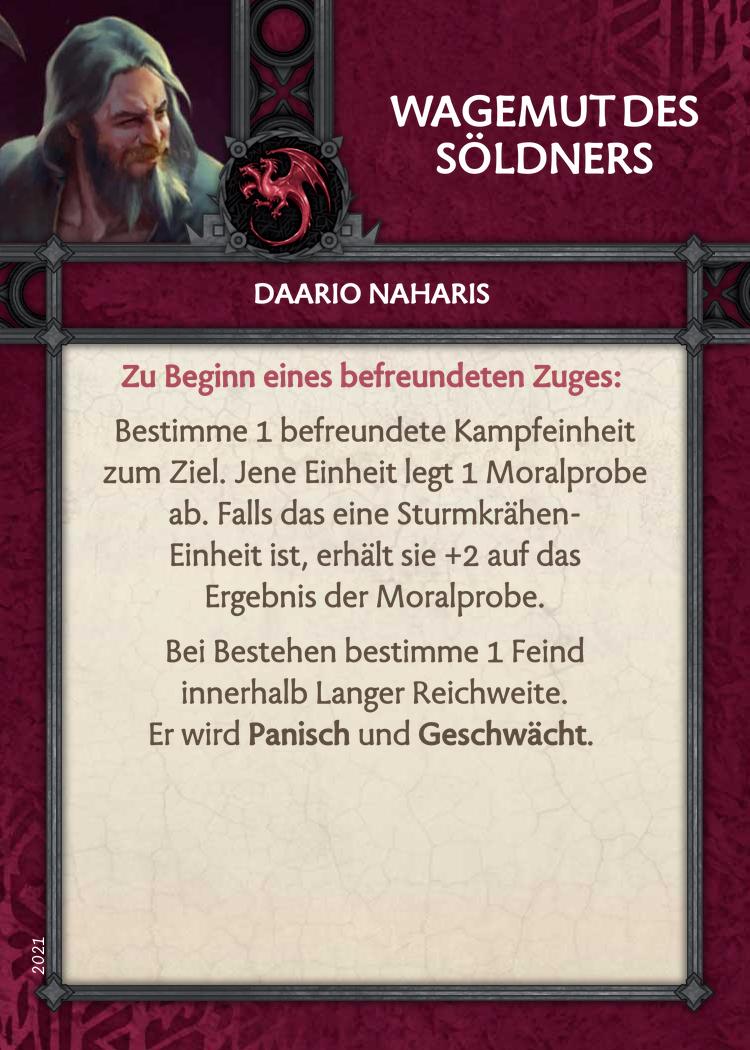 WAGEMUT DES
SÖLDNERS
DAARIO NAHARIS
Zu Beginn eines befreundeten Zuges:
Bestimme 1 befreundete Kampfeinheit
zum Ziel. Jene Einheit legt 1 Moralprobe
ab. Falls das eine Sturmkrähen-
Einheit ist, erhält sie +2 auf das
Ergebnis der Moralprobe.
Bei Bestehen bestimme 1 Feind
innerhalb Langer Reichweite.
Er wird Panisch und Geschwächt.
2021